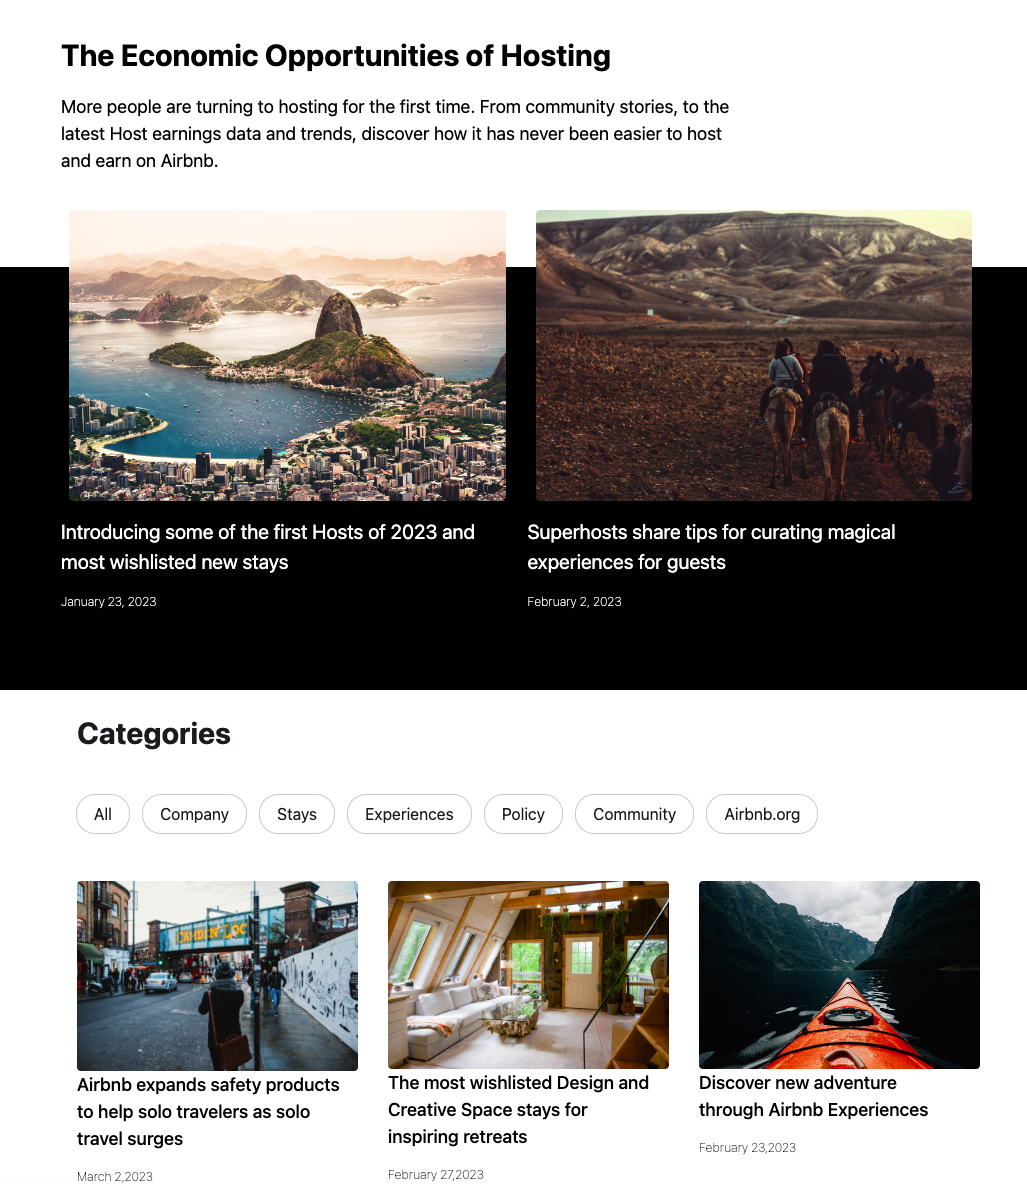 The Economic Opportunities of Hosting
More people are turning to hosting for the first time. From community stories, to the
latest Host earnings data and trends, discover how it has never been easier to host
and earn on Airbnb.
Introducing some of the first Hosts of 2023 and
most wishlisted new stays
January 23, 2023
Superhosts share tips for curating magical
experiences for guests
February 2, 2023
Categories
All
Company
Stays
Experiences
Policy
Community
Airbnb.org
CAMDEN LOC
Airbnb expands safety products
to help solo travelers as solo
travel surges
March 2,2023
The most wishlisted Design and
Creative Space stays for
inspiring retreats
February 27,2023
Discover new adventure
through Airbnb Experiences
February 23,2023